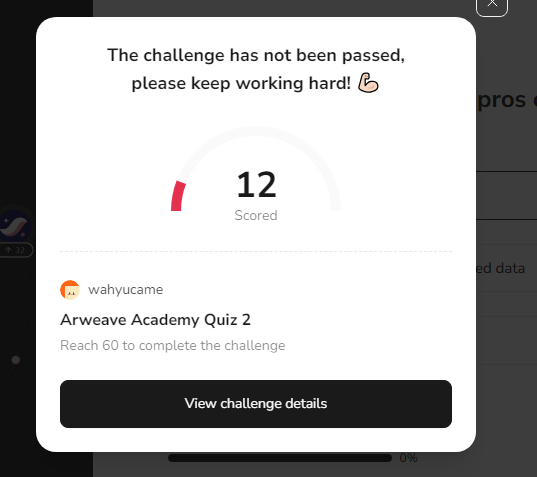 The challenge has not been passed,
please keep working hard! 💪🏻
pros
12
Scored
32
ed data
wahyucame
Arweave Academy Quiz 2
Reach 60 to complete the challenge
View challenge details
0%